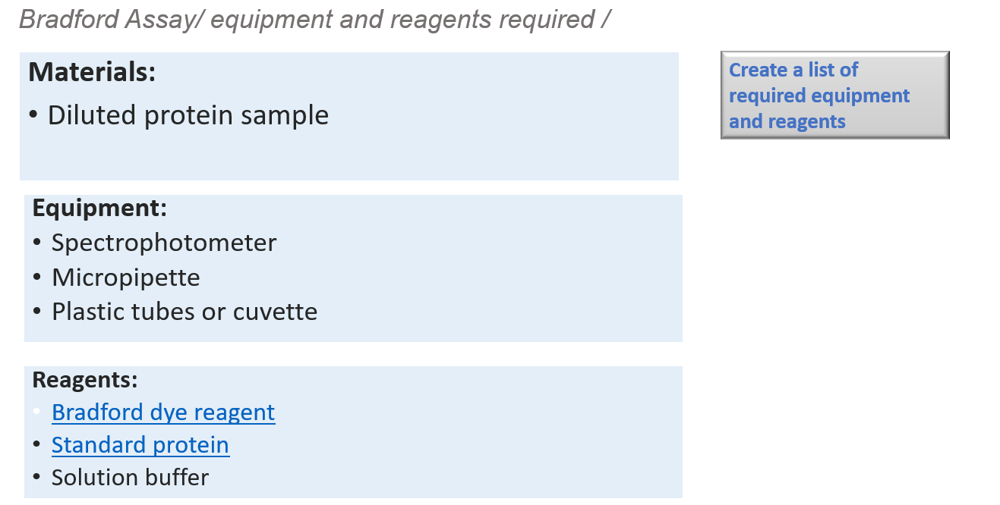 Bradford Assay/ equipment and reagents required /
Materials:
• Diluted protein sample
Create a list of
required equipment
and reagents
Equipment:
• Spectrophotometer
• Micropipette
• Plastic tubes or cuvette
Reagents:
• Bradford dye reagent
• Standard protein
• Solution buffer